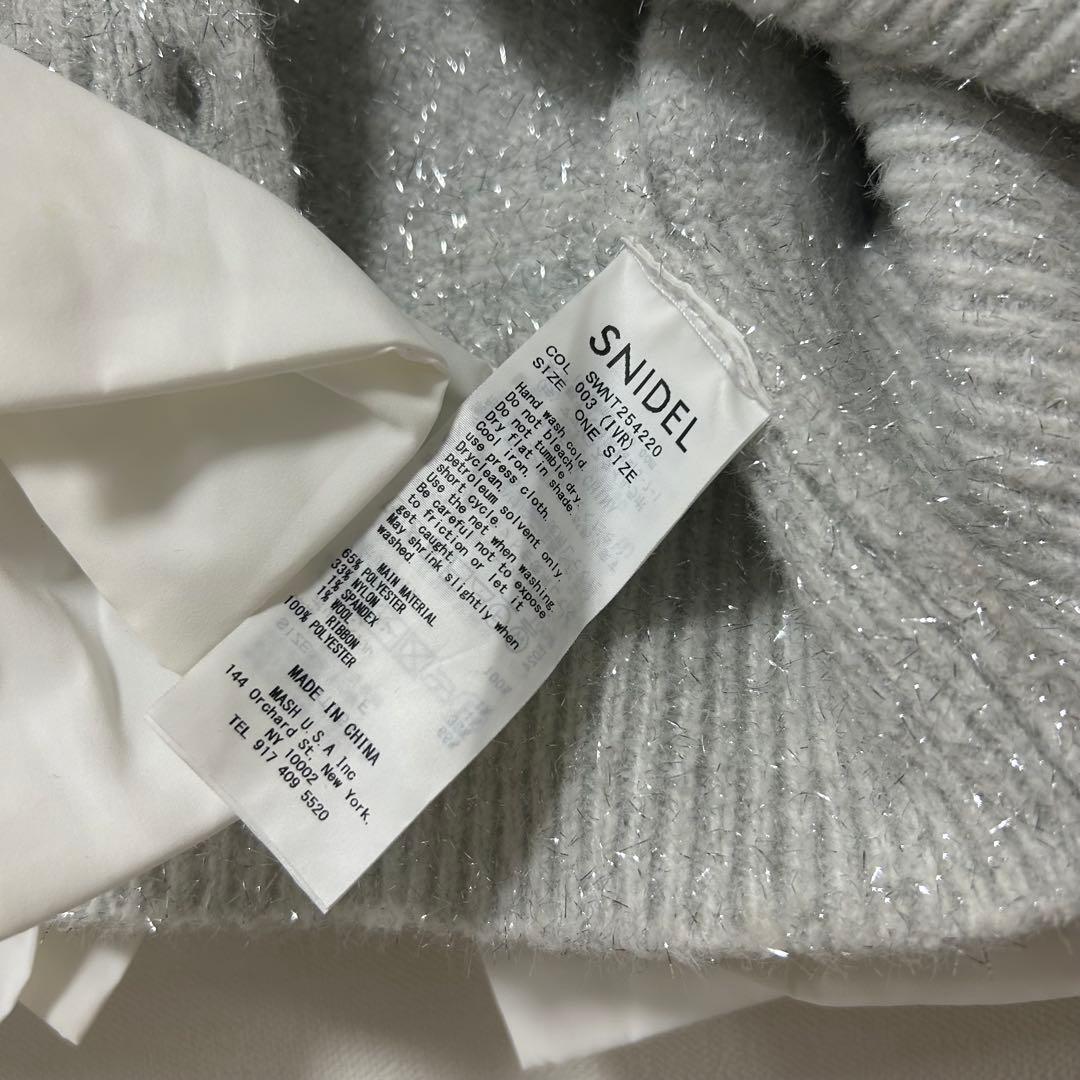 SNIDEL
SWNT254220
COL 003 (IVR)
SIZE ONE SIZE
Hand wash cold.
Do not bleach.
Do not tumble dry.
Dry flat in shade.
Cool iron.
use press cloth
Dryclean.
petroleum solvent only
short cycle.
Use the net when washing.
Be careful not to expose
to friction or let it
get caught.
May shrink slightly when
washed.
MAIN MATERIAL
65% POLYESTER
33% NYLON
1% SPANDEX
1% WOOL
RIBBON
100% POLYESTER
MADE IN CHINA
MASH U.S.A Inc
144 Orchard St. New York,
NY 10002
TEL 917 409 5520